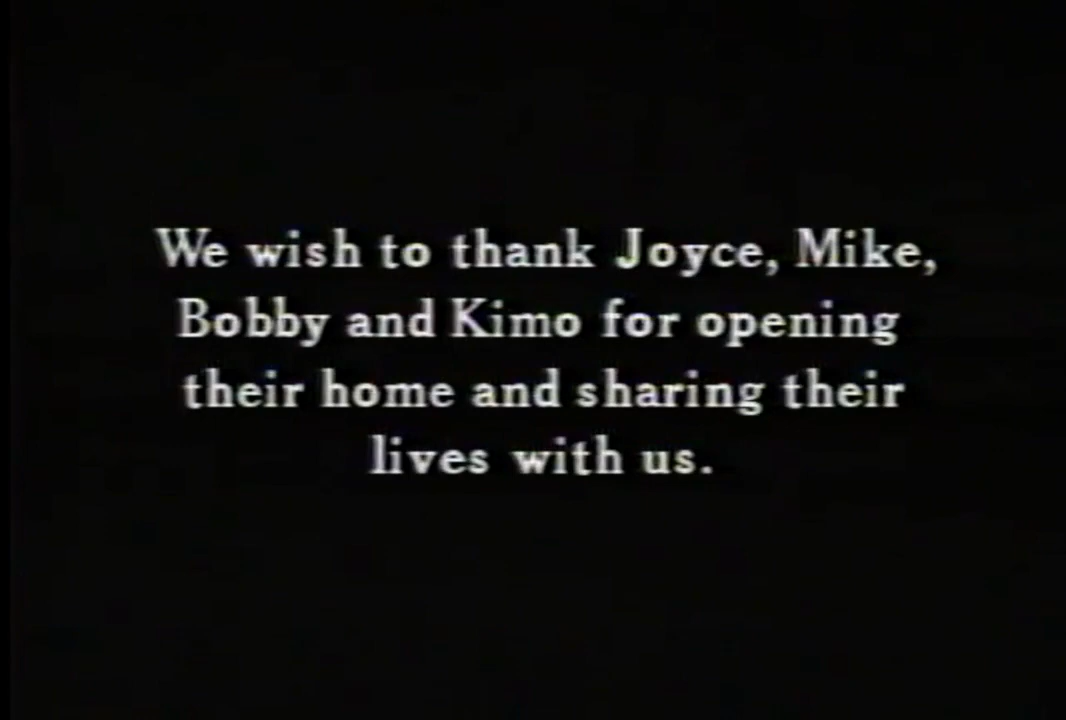 We wish to thank Joyce, Mike,
Bobby and Kimo for opening
their home and sharing their
lives with us.